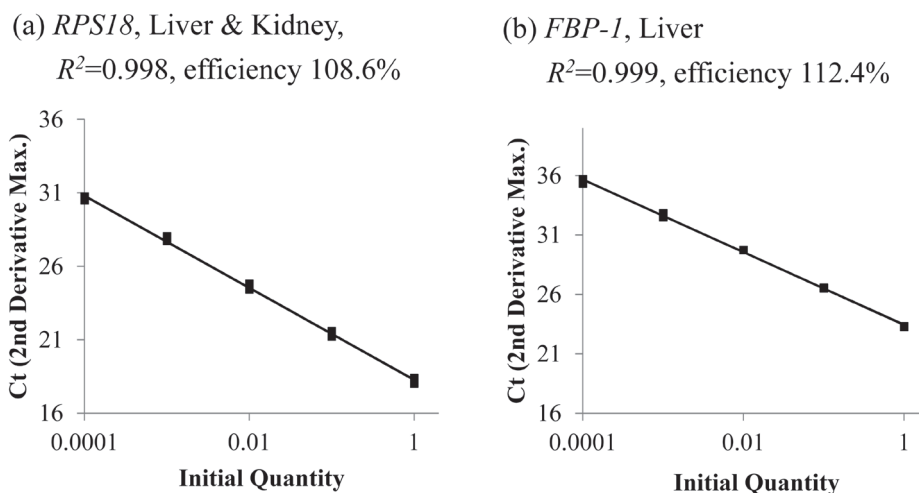 (a) RPS18, Liver & Kidney,
R²=0.998, efficiency 108.6%
36
31
26
21
16
Ct (2nd Derivative Max.)
0.0001
0.01
1
Initial Quantity
(b) FBP-1, Liver
R²=0.999, efficiency 112.4%
36
31
26
21
16
Ct (2nd Derivative Max.)
0.0001
0.01
1
Initial Quantity